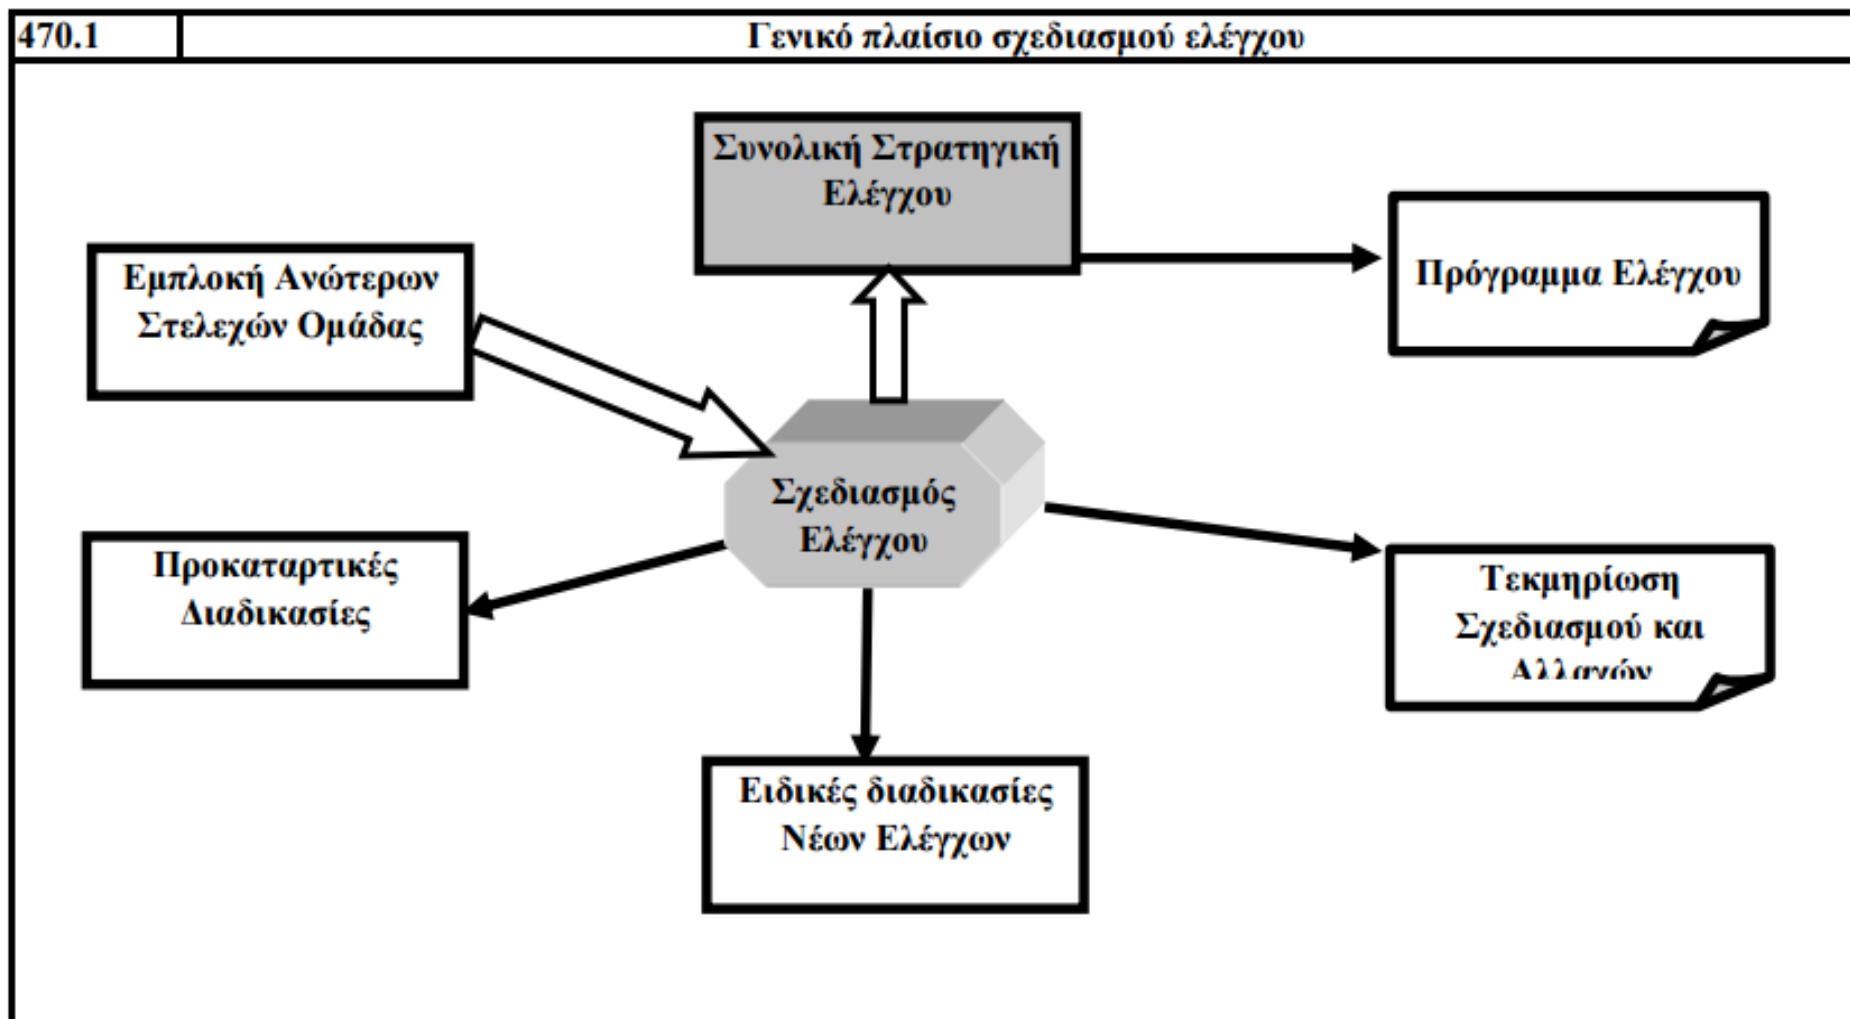 470.1
Γενικό πλαίσιο σχεδιασμού ελέγχου
Συνολική Στρατηγική
Ελέγχου
Εμπλοκή Ανώτερων
Στελεχών Ομάδας
Πρόγραμμα Ελέγχου
Σχεδιασμός
Ελέγχου
Προκαταρτικές
Διαδικασίες
Τεκμηρίωση
Σχεδιασμού και
Αλλαγών
Ειδικές διαδικασίες
Νέων Ελέγχων